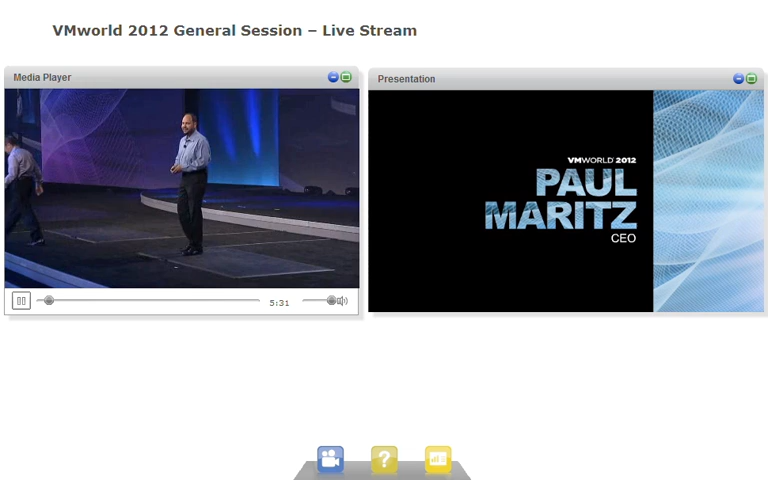 VMworld 2012 General Session – Live Stream
Media Player
Presentation
VMWORLD 2012
PAUL
MARITZ
CEO
5:31
?